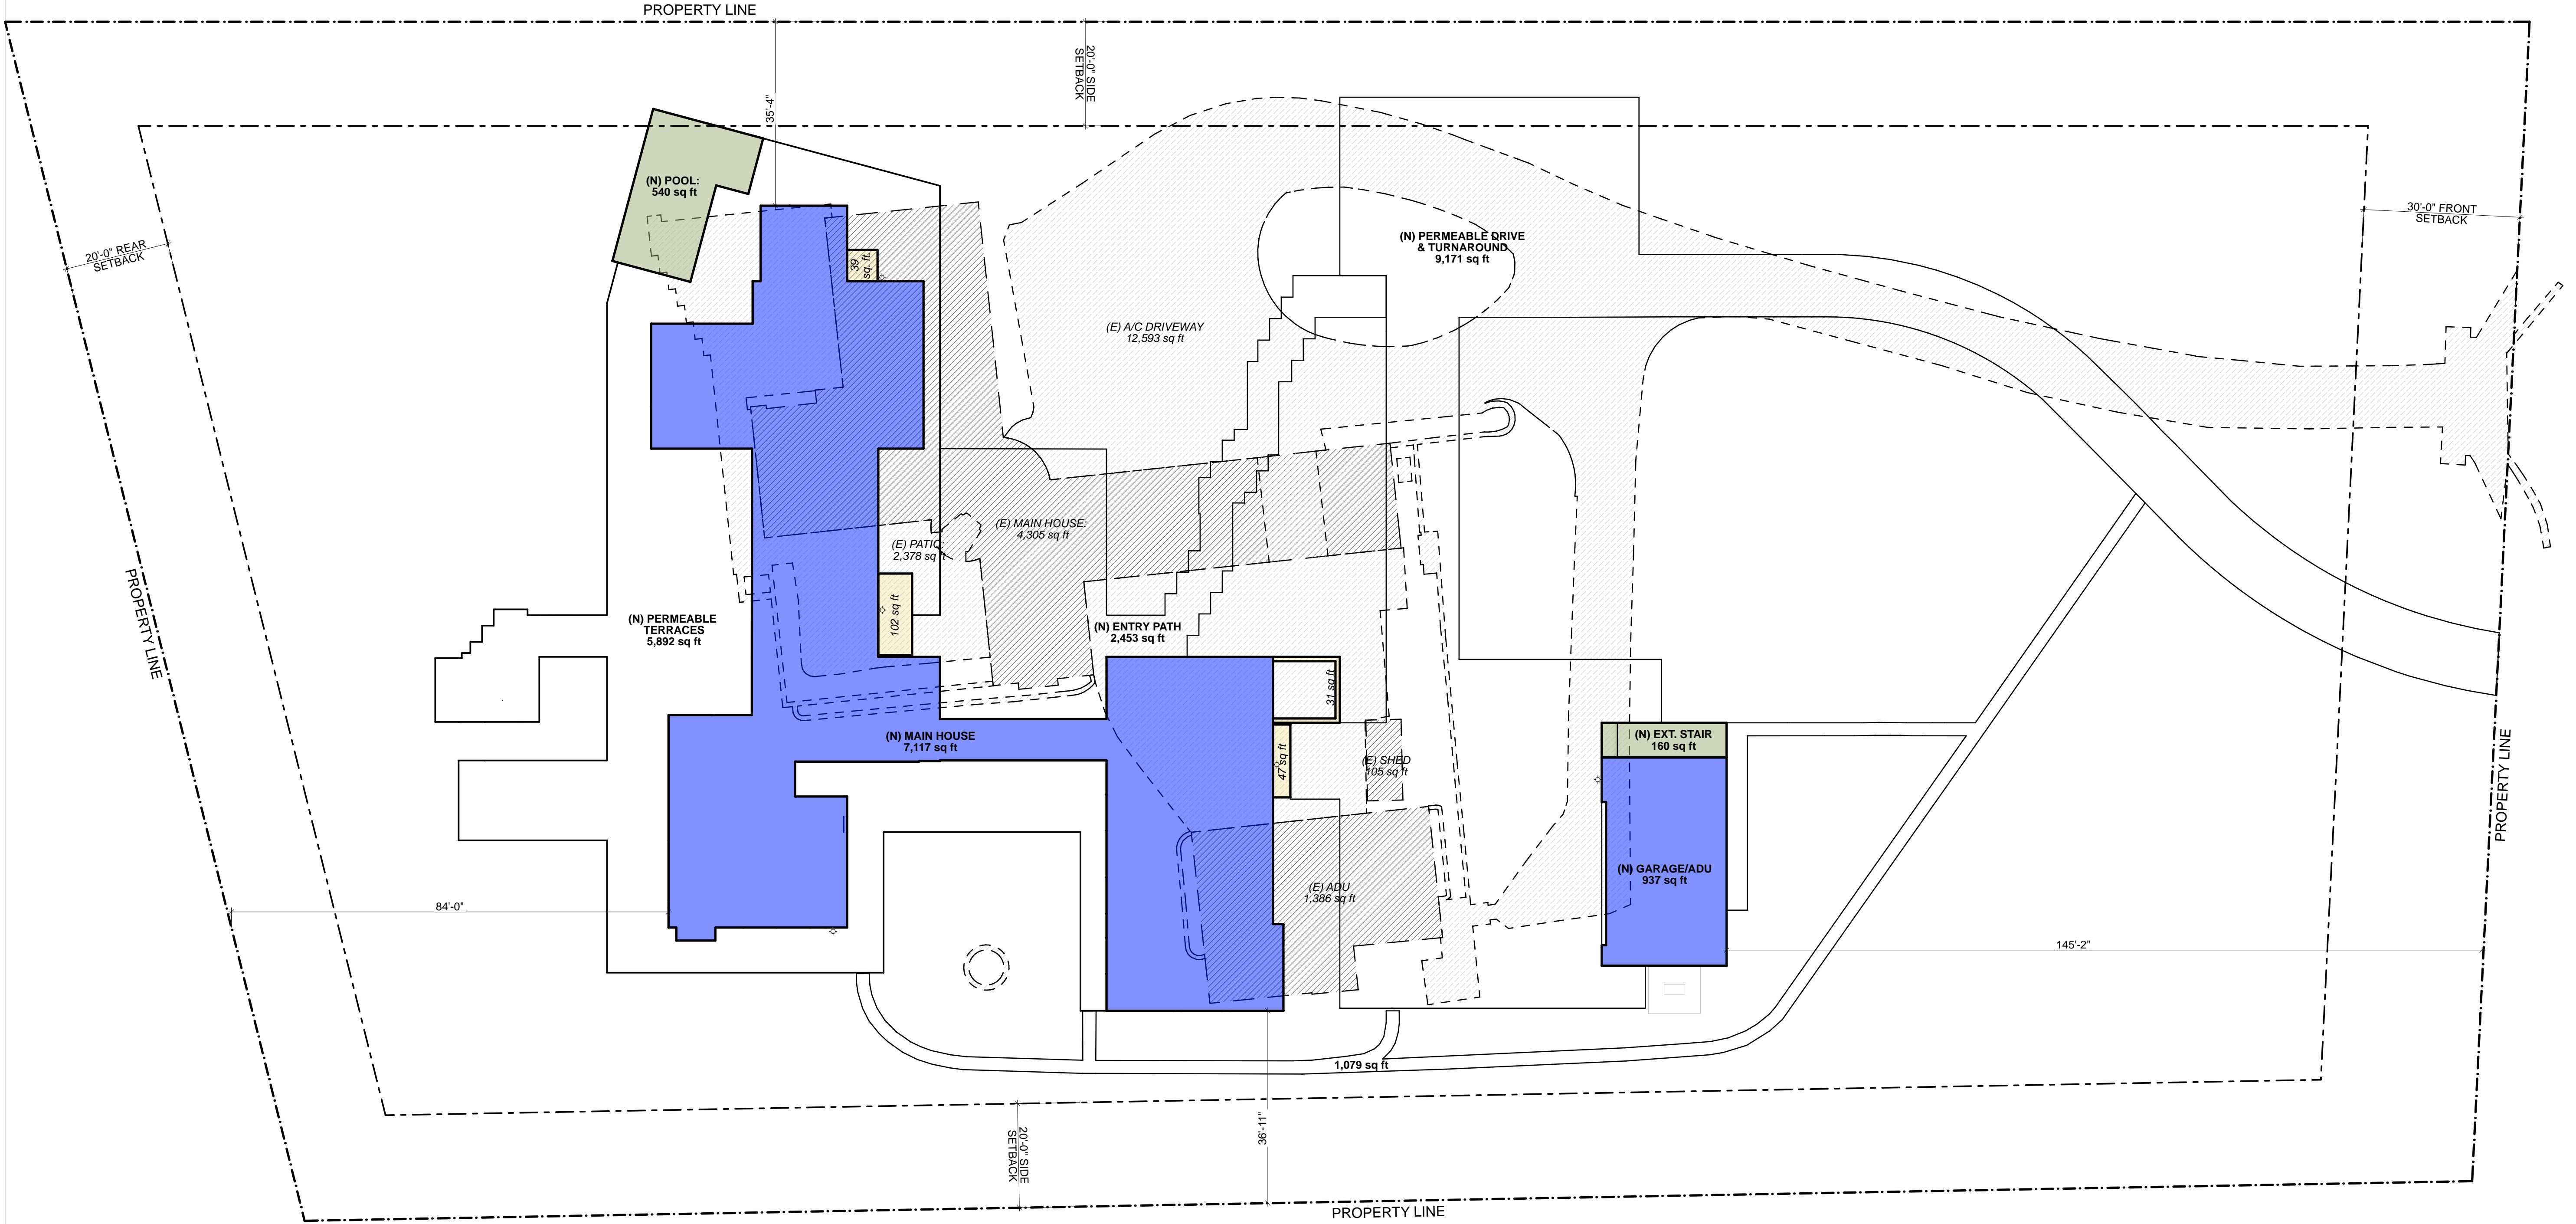 PROPERTY LINE
20'-0" SIDE
SETBACK
35'-4"
(N) POOL:
540 sq ft
20'-0" REAR
SETBACK
30'-0" FRONT
SETBACK
39
sq. ft.
(N) PERMEABLE DRIVE
& TURNAROUND
9,171 sq ft
(E) A/C DRIVEWAY
12,593 sq ft
(E) MAIN HOUSE:
4,305 sq ft
(E) PATIO:
2,378 sq ft
PROPERTY LINE
(N) PERMEABLE
TERRACES
5,892 sq ft
102 sq ft
(N) ENTRY PATH
2,453 sq ft
31 sq ft
(N) MAIN HOUSE
7,117 sq ft
47 sq ft
(E) SHED
105 sq ft
(N) EXT. STAIR
160 sq ft
PROPERTY LINE
(E) ADU
1,386 sq ft
(N) GARAGE/ADU
937 sq ft
84'-0"
145'-2"
1,079 sq ft
20'-0" SIDE
SETBACK
36'-11"
PROPERTY LINE